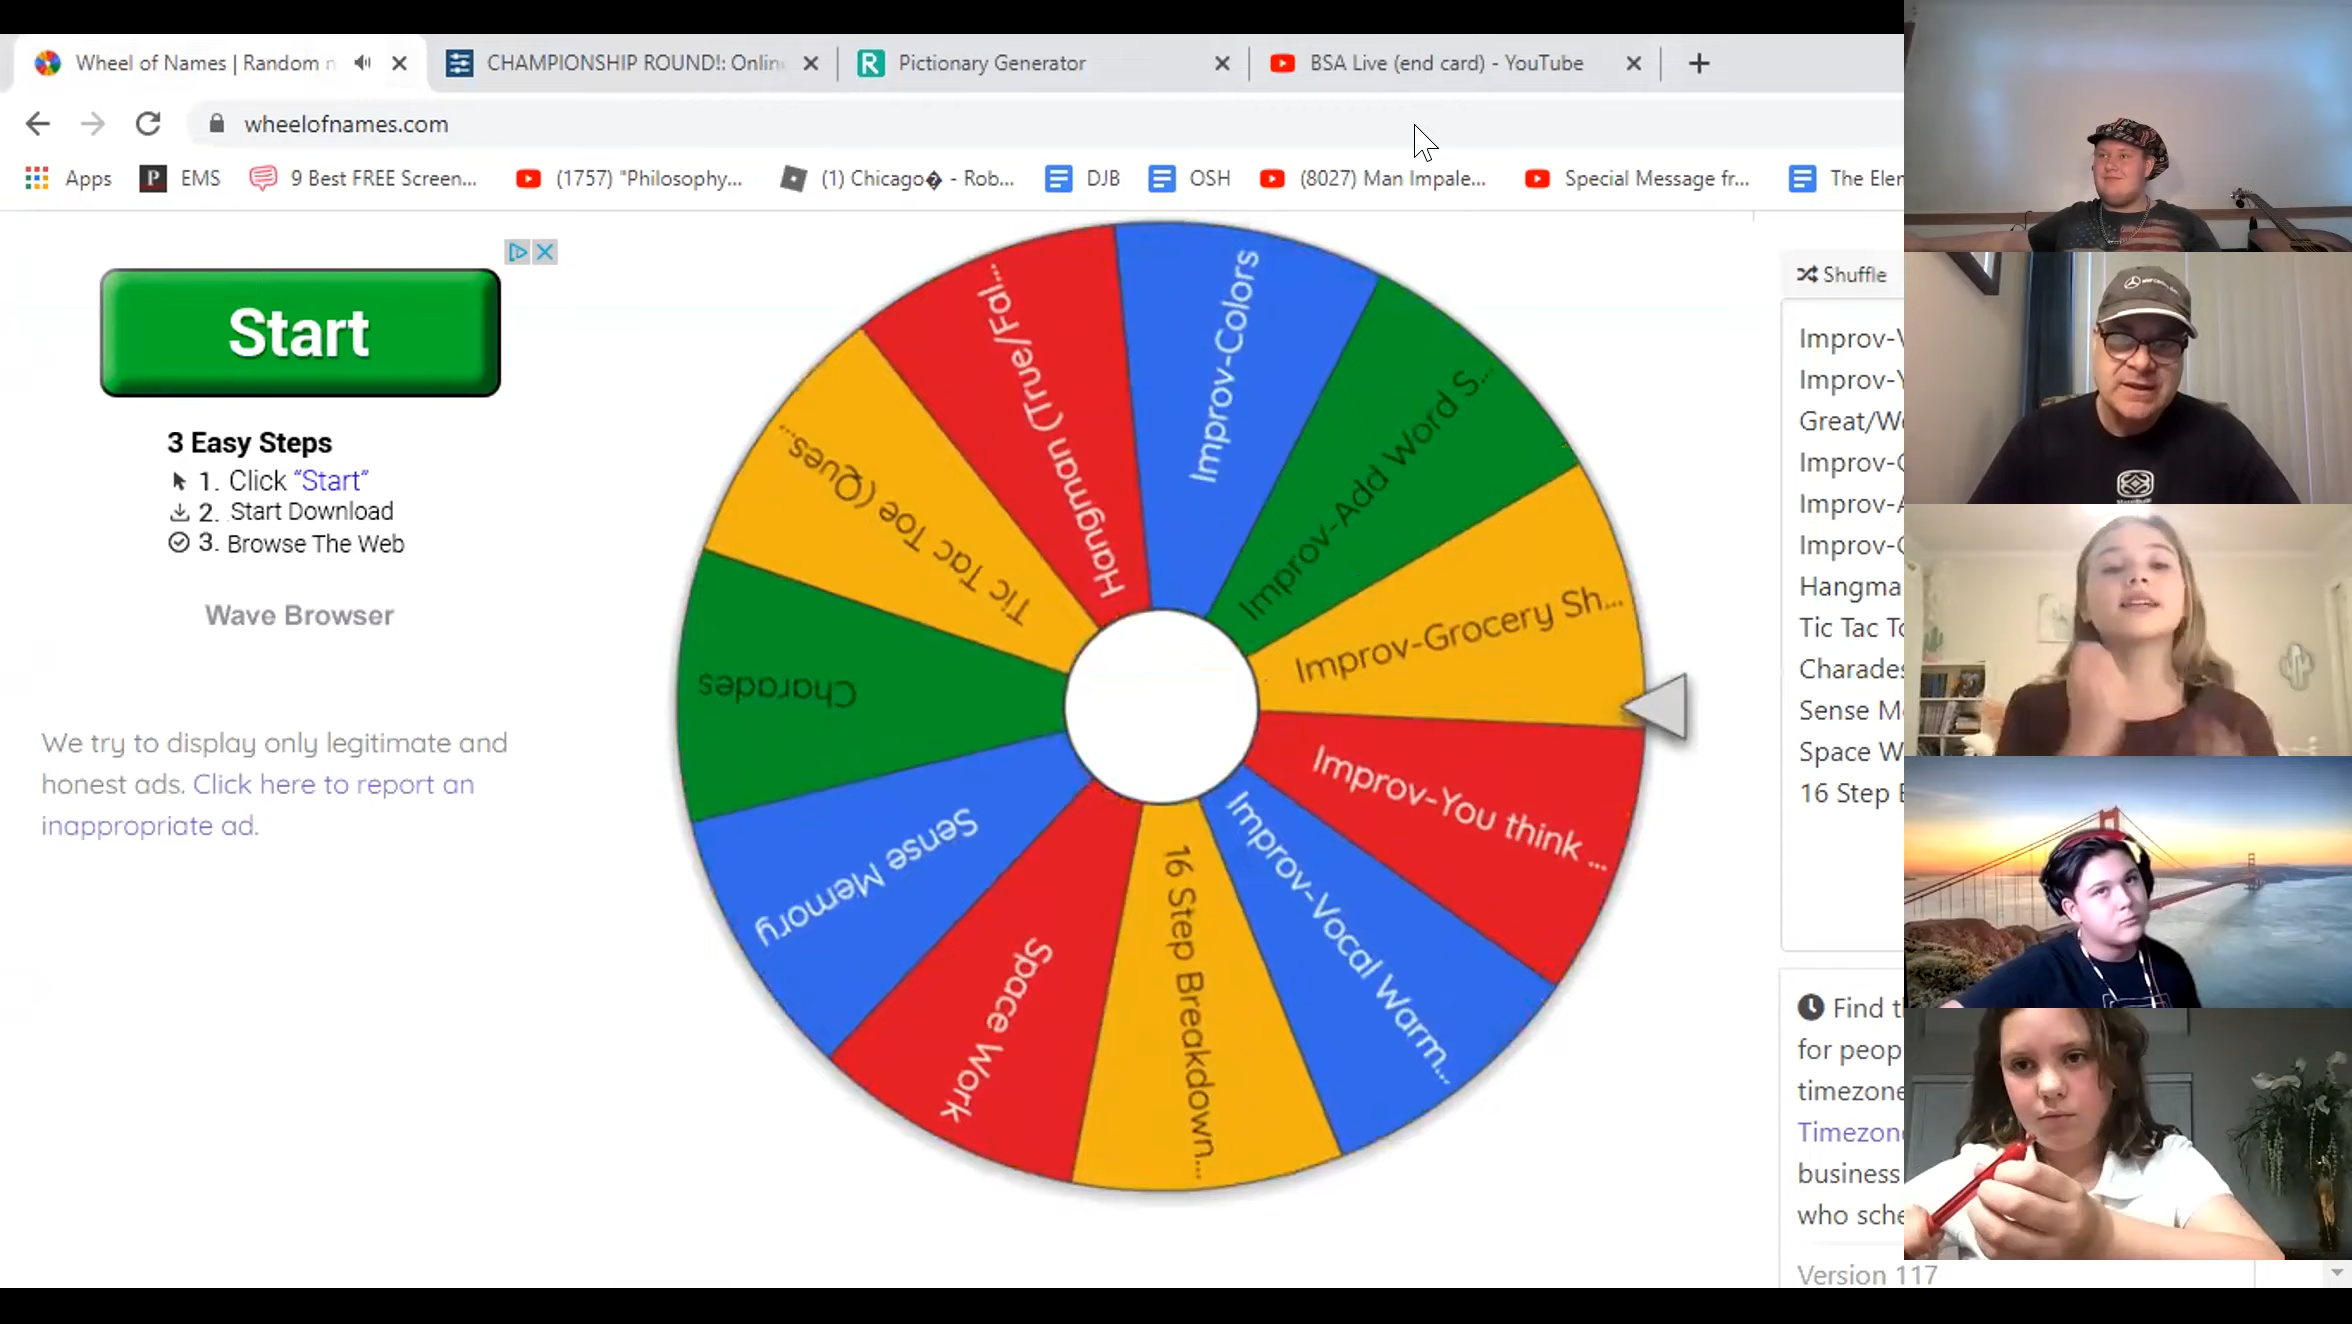 Wheel of Names | Random n
CHAMPIONSHIP ROUND!: Onlin
R Pictionary Generator
BSA Live (end card) - YouTube
wheelofnames.com
Apps
P EMS
9 Best FREE Screen...
(1757) "Philosophy...
(1) Chicago� - Rob...
DJB
OSH
(8027) Man Impale...
Special Message fr...
The Elen
Start
3 Easy Steps
1. Click “Start”
2. Start Download
3. Browse The Web
Wave Browser
We try to display only legitimate and
honest ads. Click here to report an
inappropriate ad.
Improv-Colors
Improv-Add Word S...
Improv-Grocery Sh...
Improv-You think ...
Improv-Vocal Warm...
16 Step Breakdown...
Space Work
Sense Memory
Charades
Tic Tac Toe (Ques...
Hangman (True/Fal...
Shuffle
Improv-V
Improv-Y
Great/Wo
Improv-C
Improv-A
Improv-G
Hangma
Tic Tac To
Charades
Sense Me
Space W
16 Step B
Find th
for peop
timezone
Timezon
business
who sche
Version 117